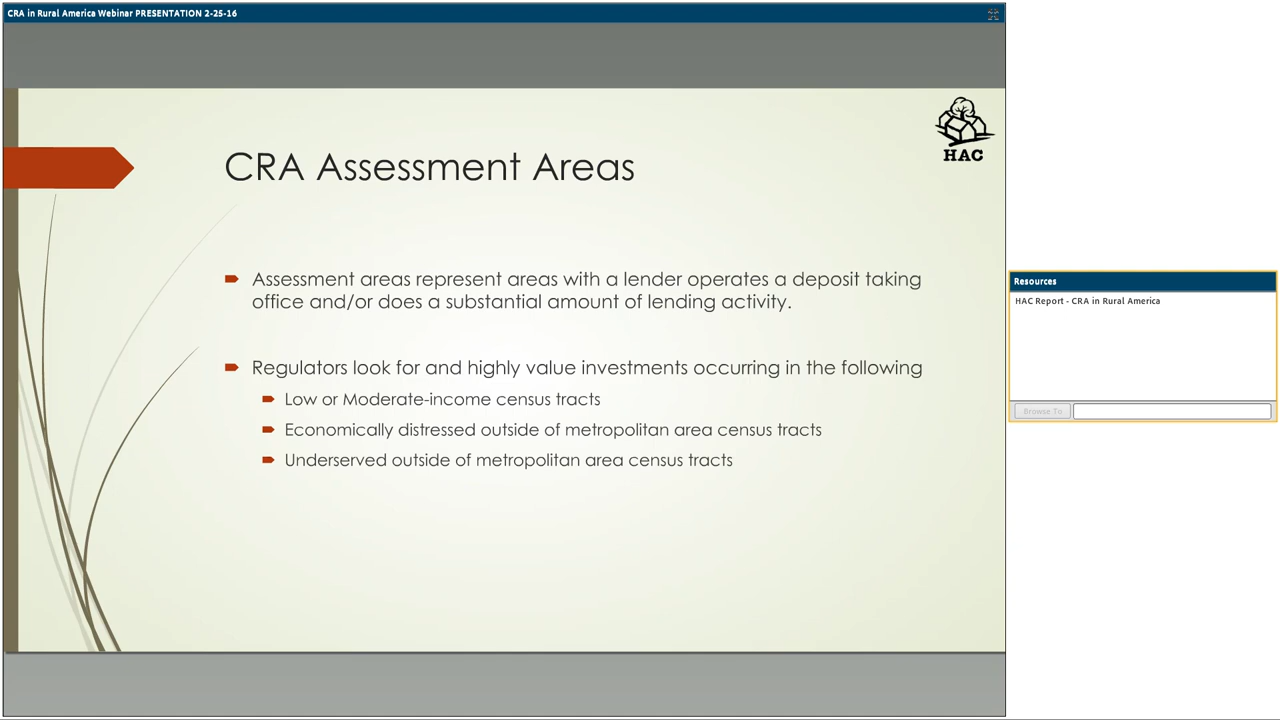 CRA in Rural America Webinar PRESENTATION 2-25-16
HAC
CRA Assessment Areas
Assessment areas represent areas with a lender operates a deposit taking
office and/or does a substantial amount of lending activity.
Regulators look for and highly value investments occurring in the following
Low or Moderate-income census tracts
Economically distressed outside of metropolitan area census tracts
Underserved outside of metropolitan area census tracts
Resources
HAC Report - CRA in Rural America
Browse To